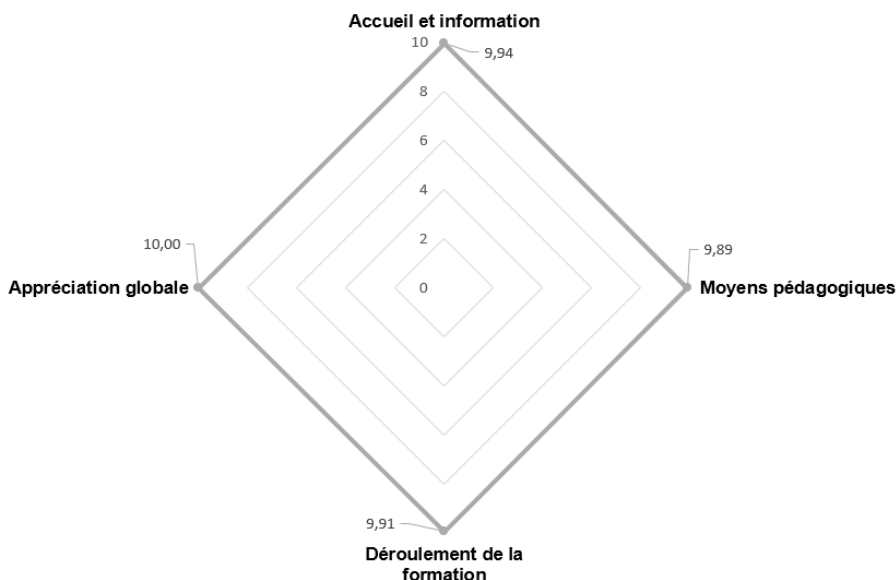 Accueil et information
10
9,94
8
6
4
2
10,00
9,89
Appréciation globale
0
Moyens pédagogiques
9,91
Déroulement de la
formation